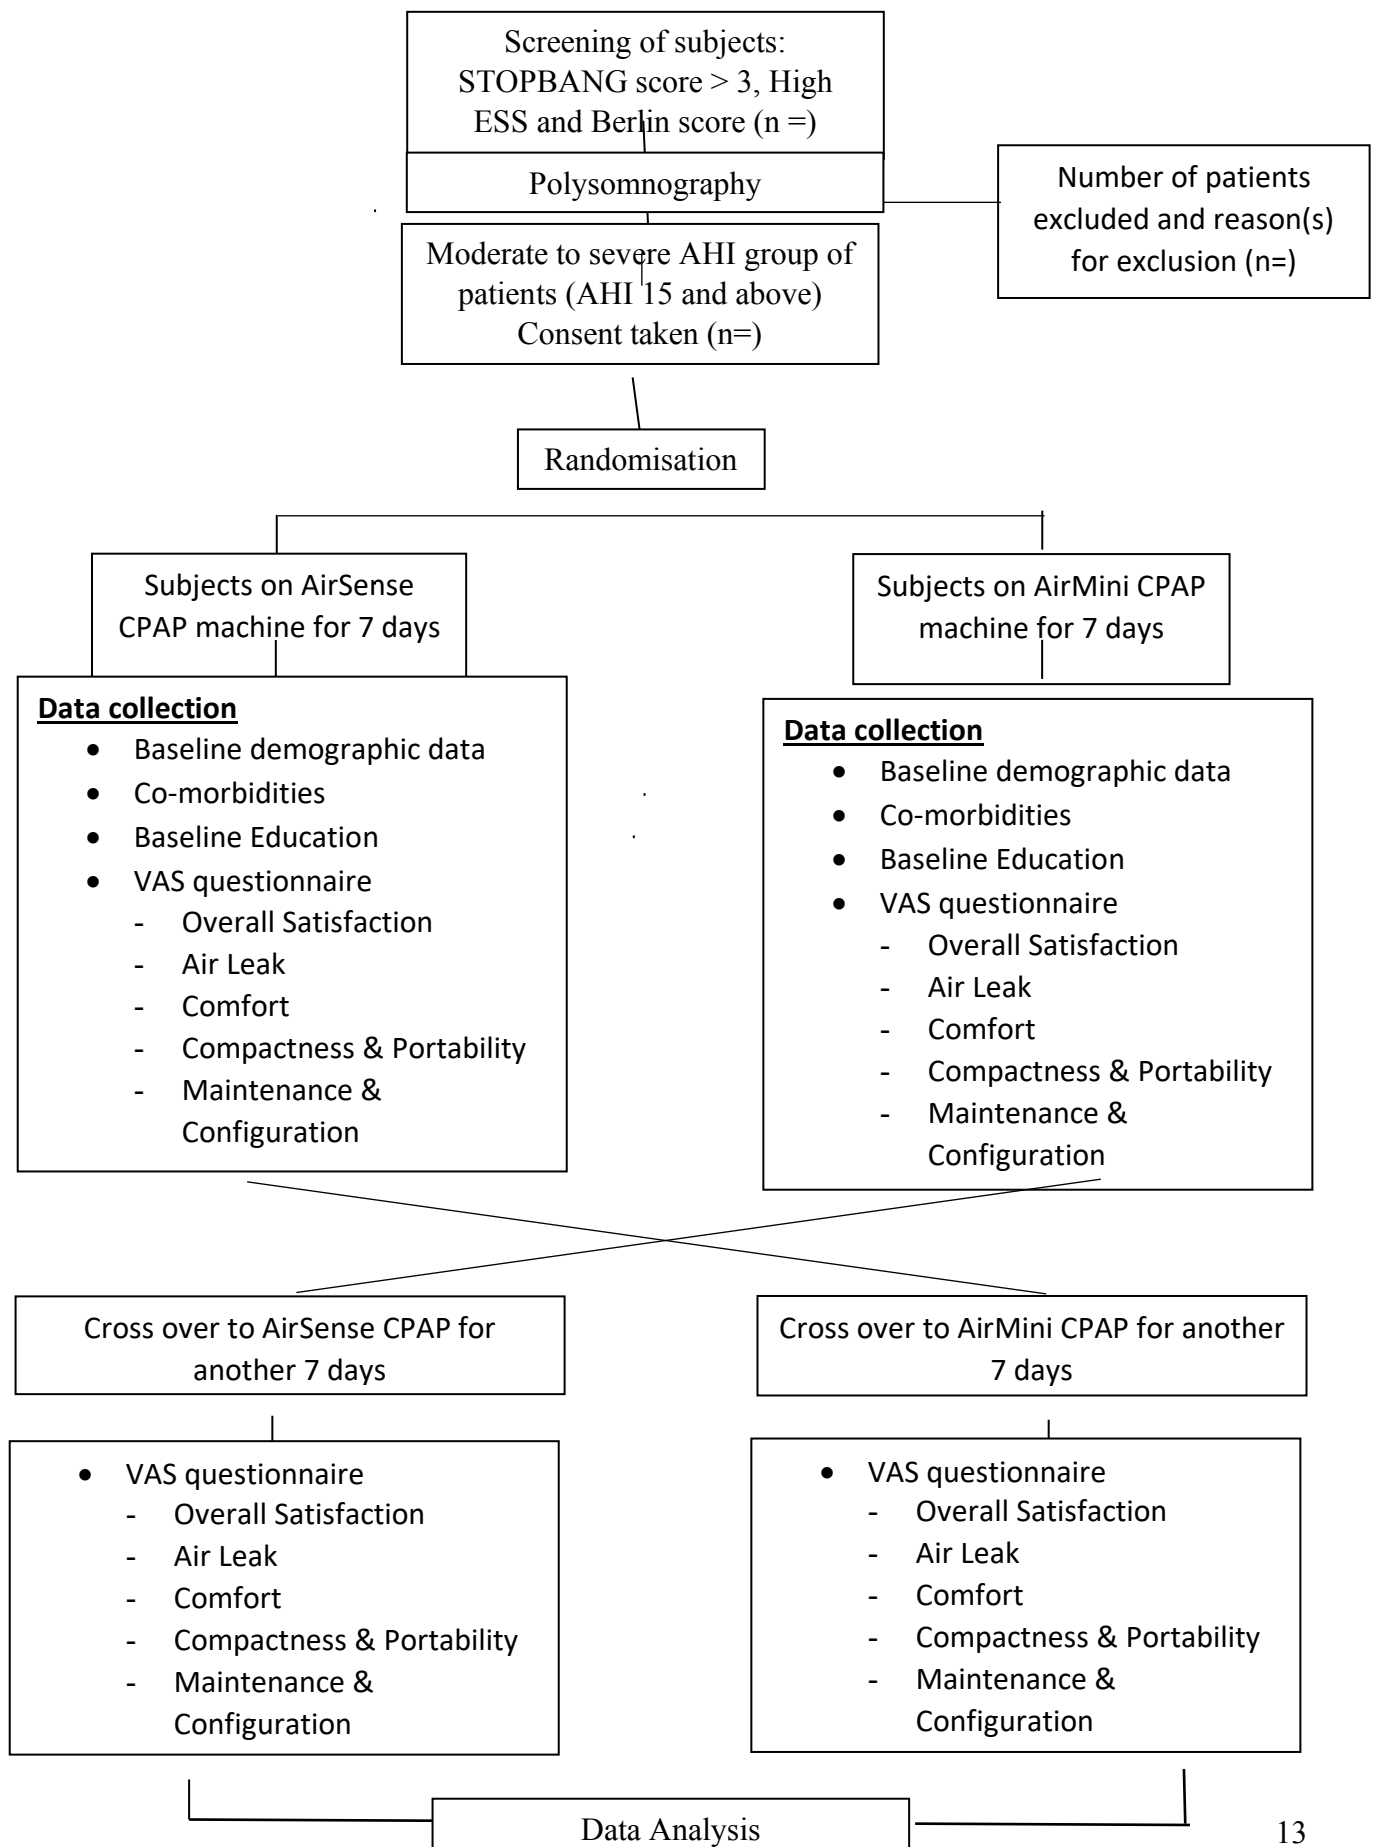 Screening of subjects:
STOPBANG score > 3, High
ESS and Berlin score (n =)
Polysomnography
Number of patients
excluded and reason(s)
for exclusion (n=)
Moderate to severe AHI group of
patients (AHI 15 and above)
Consent taken (n=)
Randomisation
Subjects on AirSense
CPAP machine for 7 days
Subjects on AirMini CPAP
machine for 7 days
Data collection
• Baseline demographic data
• Co-morbidities
• Baseline Education
• VAS questionnaire
- Overall Satisfaction
- Air Leak
- Comfort
- Compactness & Portability
- Maintenance &
Configuration
Data collection
• Baseline demographic data
• Co-morbidities
• Baseline Education
• VAS questionnaire
- Overall Satisfaction
- Air Leak
- Comfort
- Compactness & Portability
- Maintenance &
Configuration
Cross over to AirSense CPAP for
another 7 days
Cross over to AirMini CPAP for another
7 days
• VAS questionnaire
- Overall Satisfaction
- Air Leak
- Comfort
- Compactness & Portability
- Maintenance &
Configuration
• VAS questionnaire
- Overall Satisfaction
- Air Leak
- Comfort
- Compactness & Portability
- Maintenance &
Configuration
Data Analysis
13